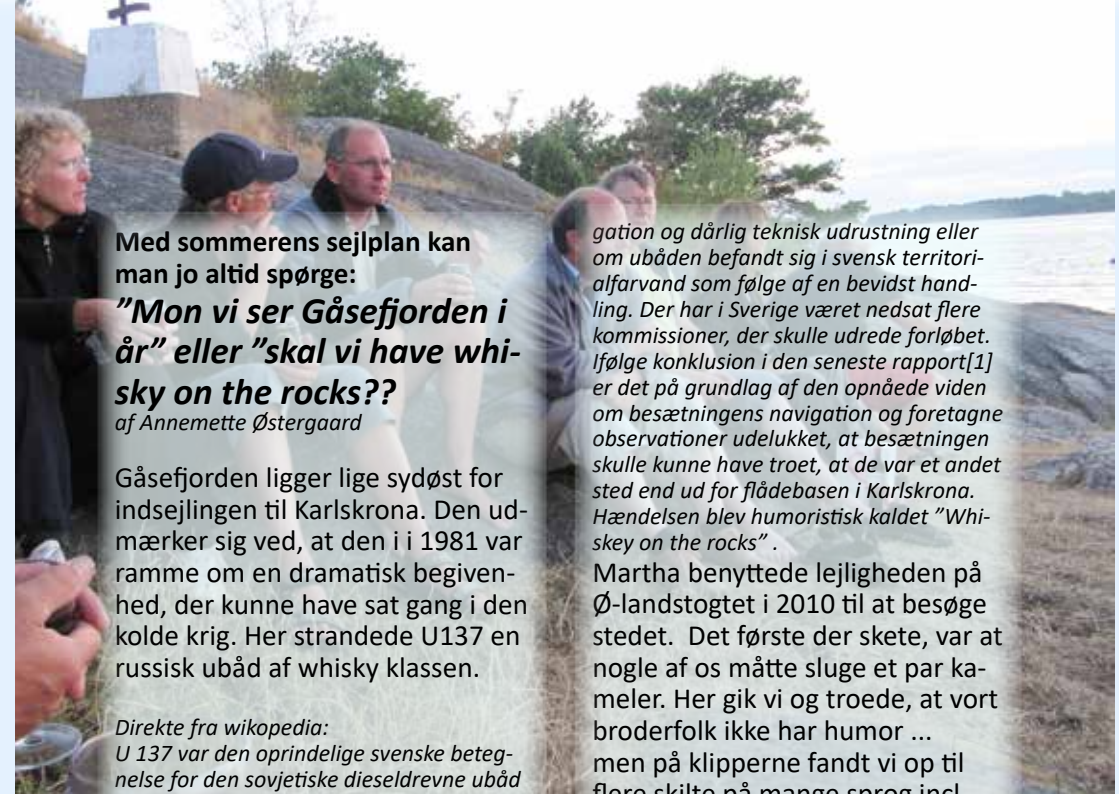 Med sommerens sejlplan kan
man jo altid spørge:
”Mon vi ser Gåsefjorden i
år” eller ”skal vi have whi-
sky on the rocks??
af Annemette Østergaard
Gåsefjorden ligger lige sydøst for
indsejlingen til Karlskrona. Den ud-
mærker sig ved, at den i i 1981 var
ramme om en dramatisk begiven-
hed, der kunne have sat gang i den
kolde krig. Her strandede U137 en
russisk ubåd af whisky klassen.
Direkte fra wikopedia:
U 137 var den oprindelige svenske beteg-
nelse for den sovjetiske dieseldrevne ubåd
gation og dårlig teknisk udrustning eller
om ubåden befandt sig i svensk territori-
alfarvand som følge af en bevidst hand-
ling. Der har i Sverige været nedsat flere
kommissioner, der skulle udrede forløbet.
Ifølge konklusion i den seneste rapport[1]
er det på grundlag af den opnåede viden
om besætningens navigation og foretagne
observationer udelukket, at besætningen
skulle kunne have troet, at de var et andet
sted end ud for flådebasen i Karlskrona.
Hændelsen blev humoristisk kaldet ”Whi-
skey on the rocks” .
Martha benyttede lejligheden på
Ø-landstogtet i 2010 til at besøge
stedet.  Det første der skete, var at
nogle af os måtte sluge et par ka-
meler. Her gik vi og troede, at vort
broderfolk ikke har humor ...
men på klipperne fandt vi op til
flere skilte på mange sprog incl